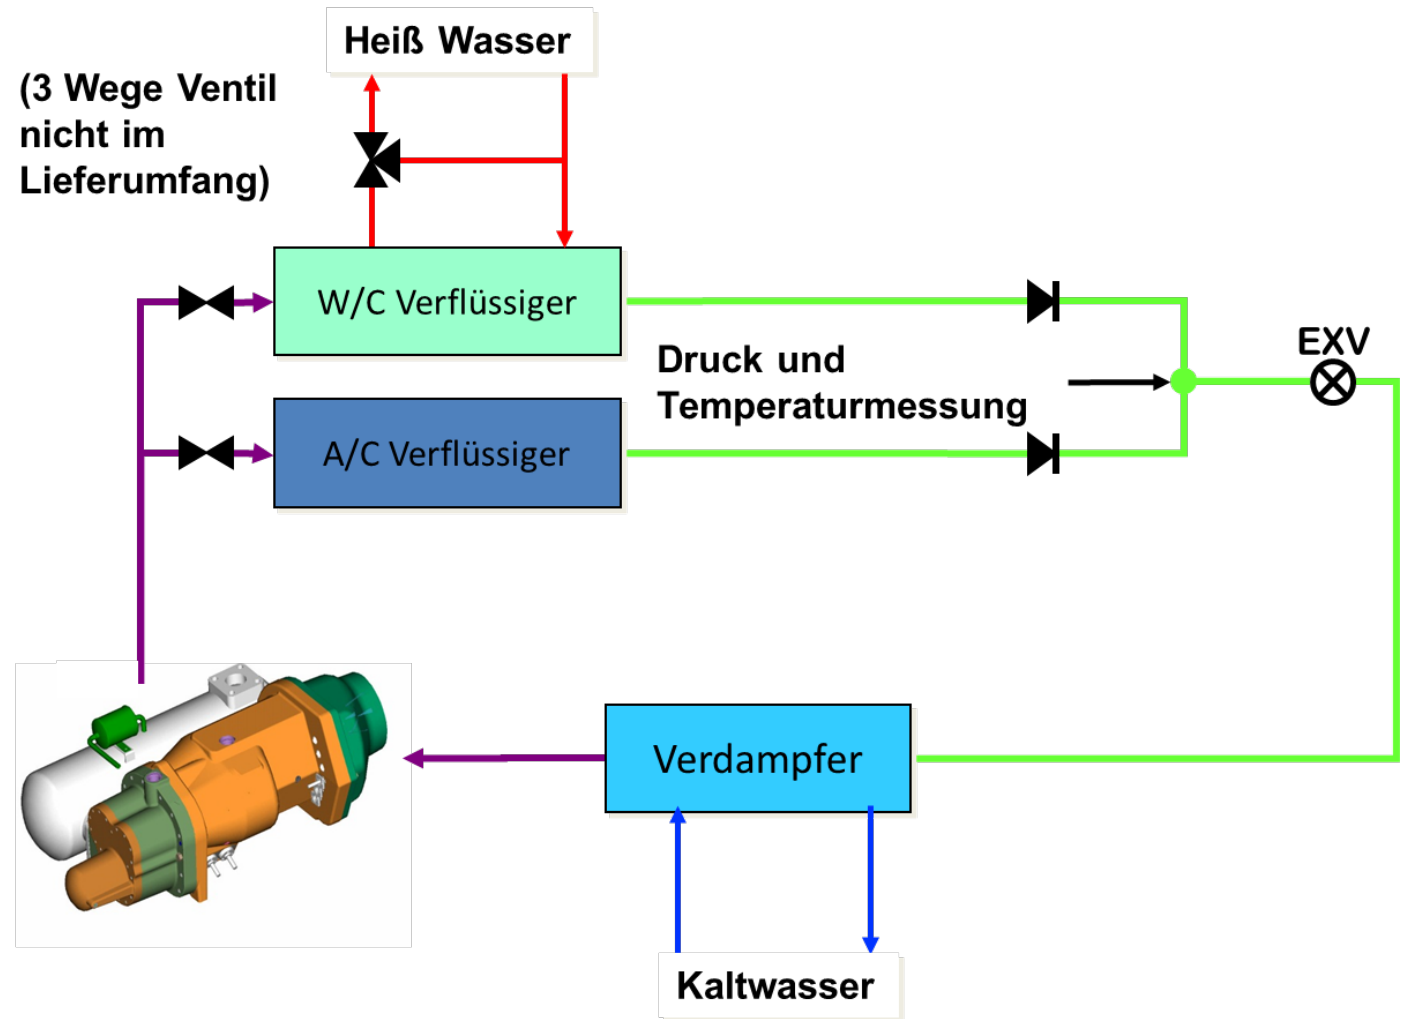 Heiß Wasser
(3 Wege Ventil
nicht im
Lieferumfang)
W/C Verflüssiger
EXV
Druck und
Temperaturmessung
A/C Verflüssiger
Verdampfer
Kaltwasser